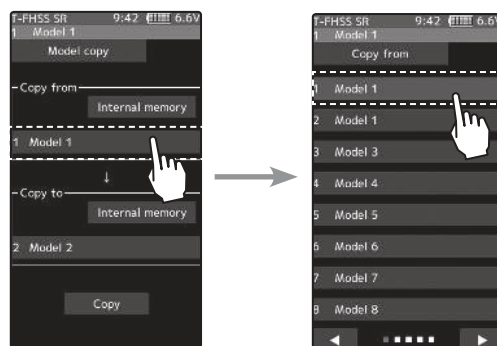 T-FHSS SR 9:42 6.6V
1 Model 1
Model copy
Copy from
Internal memory
1 Model 1
↓
Copy to
Internal memory
2 Model 2
Copy
T-FHSS SR 9:42 6.6V
1 Model 1
Copy from
1 Model 1
2 Model 1
3 Model 3
4 Model 4
5 Model 5
6 Model 6
7 Model 7
8 Model 8